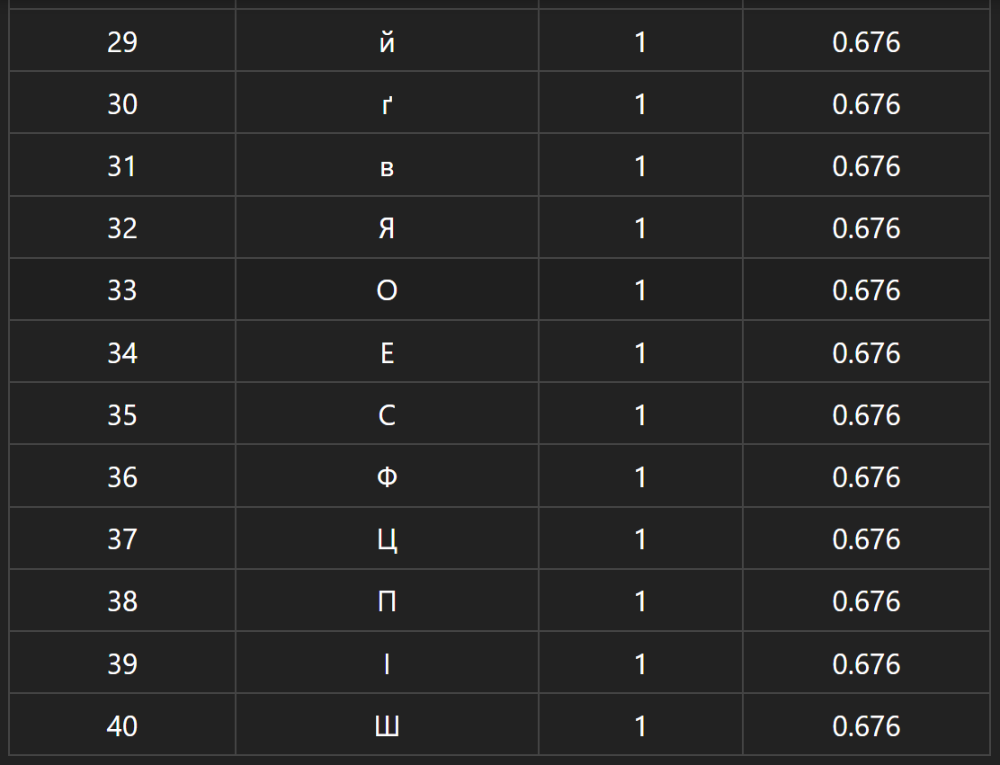 29 й 1 0.676
30 ґ 1 0.676
31 в 1 0.676
32 Я 1 0.676
33 О 1 0.676
34 Е 1 0.676
35 С 1 0.676
36 Ф 1 0.676
37 Ц 1 0.676
38 П 1 0.676
39 І 1 0.676
40 Ш 1 0.676